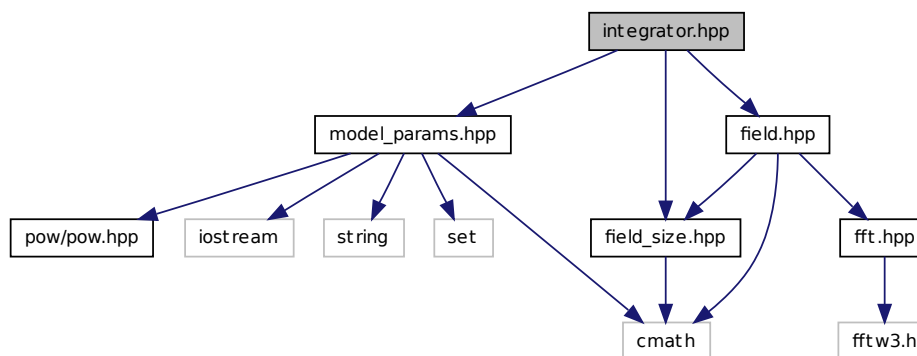 integrator.hpp
model_params.hpp
field.hpp
pow/pow.hpp
iostream
string
set
field_size.hpp
fft.hpp
cmath
fftw3.h